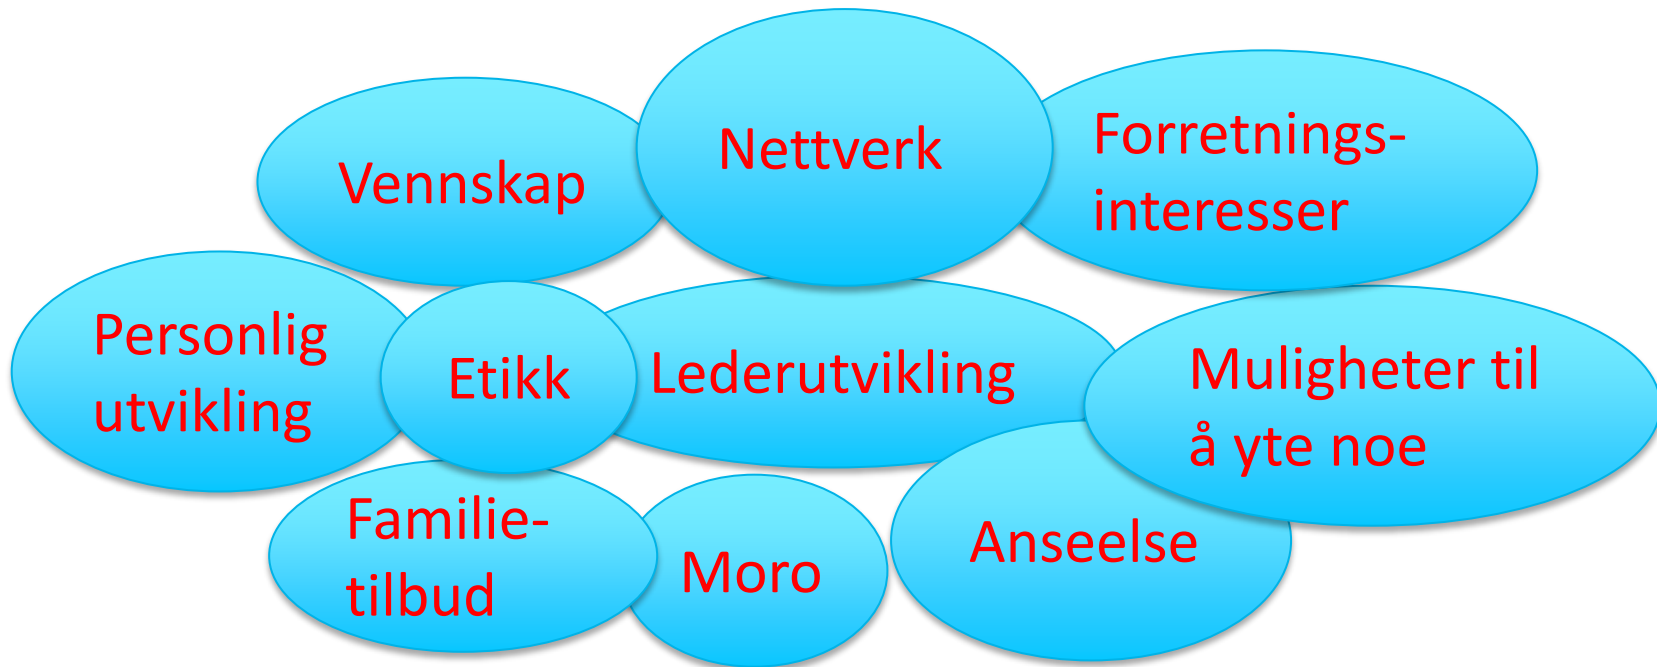 Vennskap
Nettverk
Forretnings-
interesser
Personlig
utvikling
Etikk
Lederutvikling
Muligheter til
å yte noe
Familie-
tilbud
Moro
Anseelse